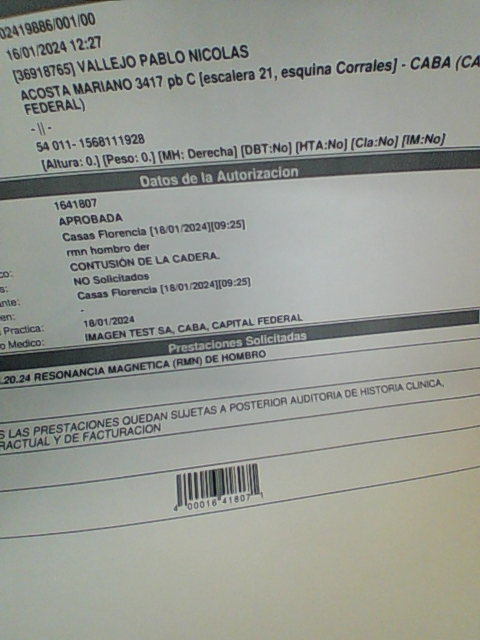 02419886/001/00
16/01/2024 12:27
[36918765] VALLEJO PABLO NICOLAS
ACOSTA MARIANO 3417 pb C [escalera 21, esquina Corrales] - CABA (CA
FEDERAL)
- || -
54 011- 1568111928
[Altura: 0.] [Peso: 0.] [MH: Derecha] [DBT:No] [HTA:No] [Cla:No] [IM:No]
Datos de la Autorizacion
1641807
APROBADA
Casas Florencia [18/01/2024][09:25]
rmn hombro der
co: CONTUSIÓN DE LA CADERA.
s: NO Solicitados
ante: Casas Florencia [18/01/2024][09:25]
en: -
Practica: 18/01/2024
o Medico: IMAGEN TEST SA, CABA, CAPITAL FEDERAL
Prestaciones Solicitadas
.20.24 RESONANCIA MAGNETICA (RMN) DE HOMBRO
S LAS PRESTACIONES QUEDAN SUJETAS A POSTERIOR AUDITORIA DE HISTORIA CLINICA,
RACTUAL Y DE FACTURACION
4 00016 41807 1